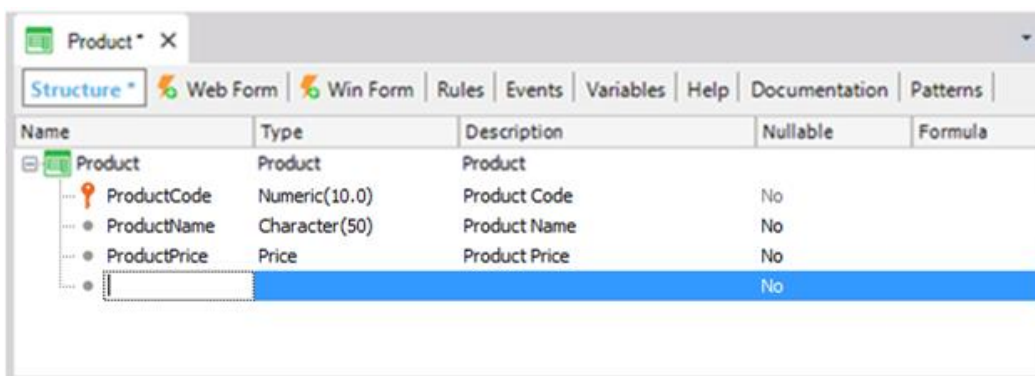 Product* X
Structure * Web Form Win Form Rules Events Variables Help Documentation Patterns
Name Type Description Nullable Formula
Product Product Product
ProductCode Numeric(10.0) Product Code No
ProductName Character(50) Product Name No
ProductPrice Price Product Price No
No